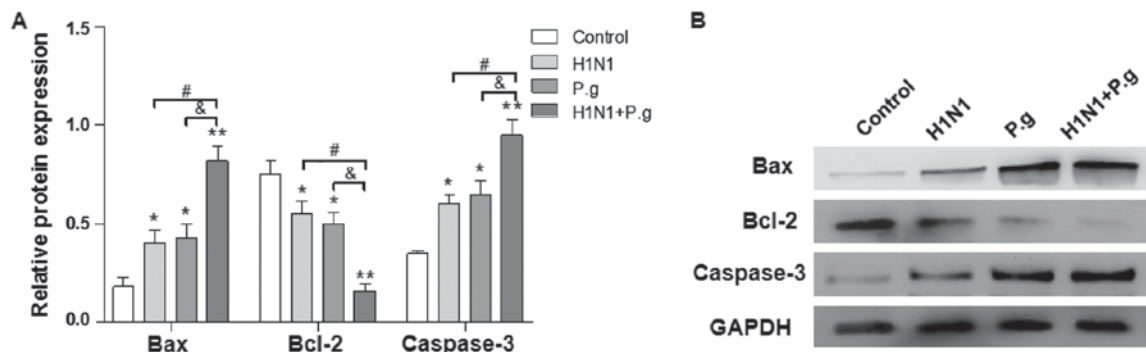 A
Relative protein expression
1.5
1.0
0.5
0.0
Control
H1N1
P.g
H1N1+P.g
#
&
**
*
*
#
&
*
*
**
#
&
**
*
*
Bax
Bcl-2
Caspase-3
B
Control
H1N1
P.g
H1N1+P.g
Bax
Bcl-2
Caspase-3
GAPDH